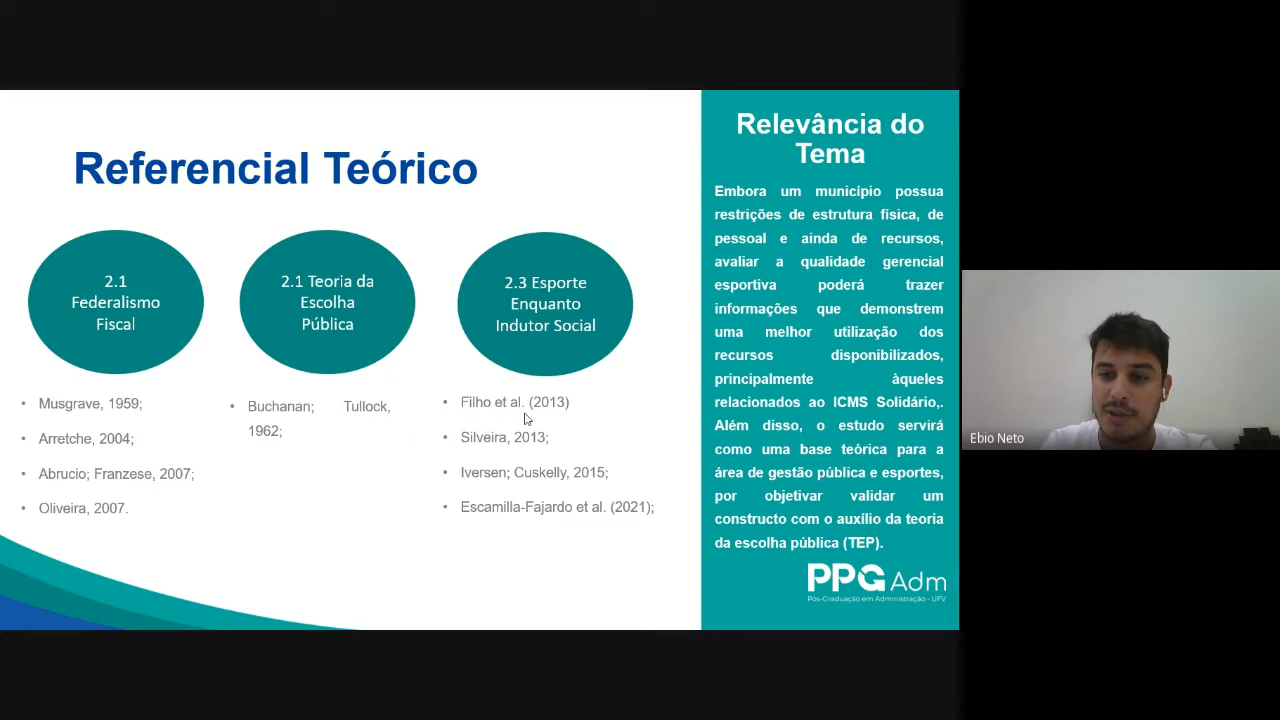 Referencial Teórico
2.1
Federalismo
Fiscal
2.1 Teoria da
Escolha
Pública
2.3 Esporte
Enquanto
Indutor Social
• Musgrave, 1959;
• Arretche, 2004;
• Abrucio; Franzese, 2007;
• Oliveira, 2007.
• Buchanan; Tullock,
1962;
• Filho et al. (2013)
• Silveira, 2013;
• Iversen; Cuskelly, 2015;
• Escamilla-Fajardo et al. (2021);
Relevância do
Tema
Embora um município possua
restrições de estrutura física, de
pessoal e ainda de recursos,
avaliar a qualidade gerencial
esportiva poderá trazer
informações que demonstrem
uma melhor utilização dos
recursos disponibilizados,
principalmente àqueles
relacionados ao ICMS Solidário,.
Além disso, o estudo servirá
como uma base teórica para a
área de gestão pública e esportes,
por objetivar validar um
constructo com o auxílio da teoria
da escolha pública (TEP).
PPG Adm
Pós-Graduação em Administração - UFV
Ebio Neto